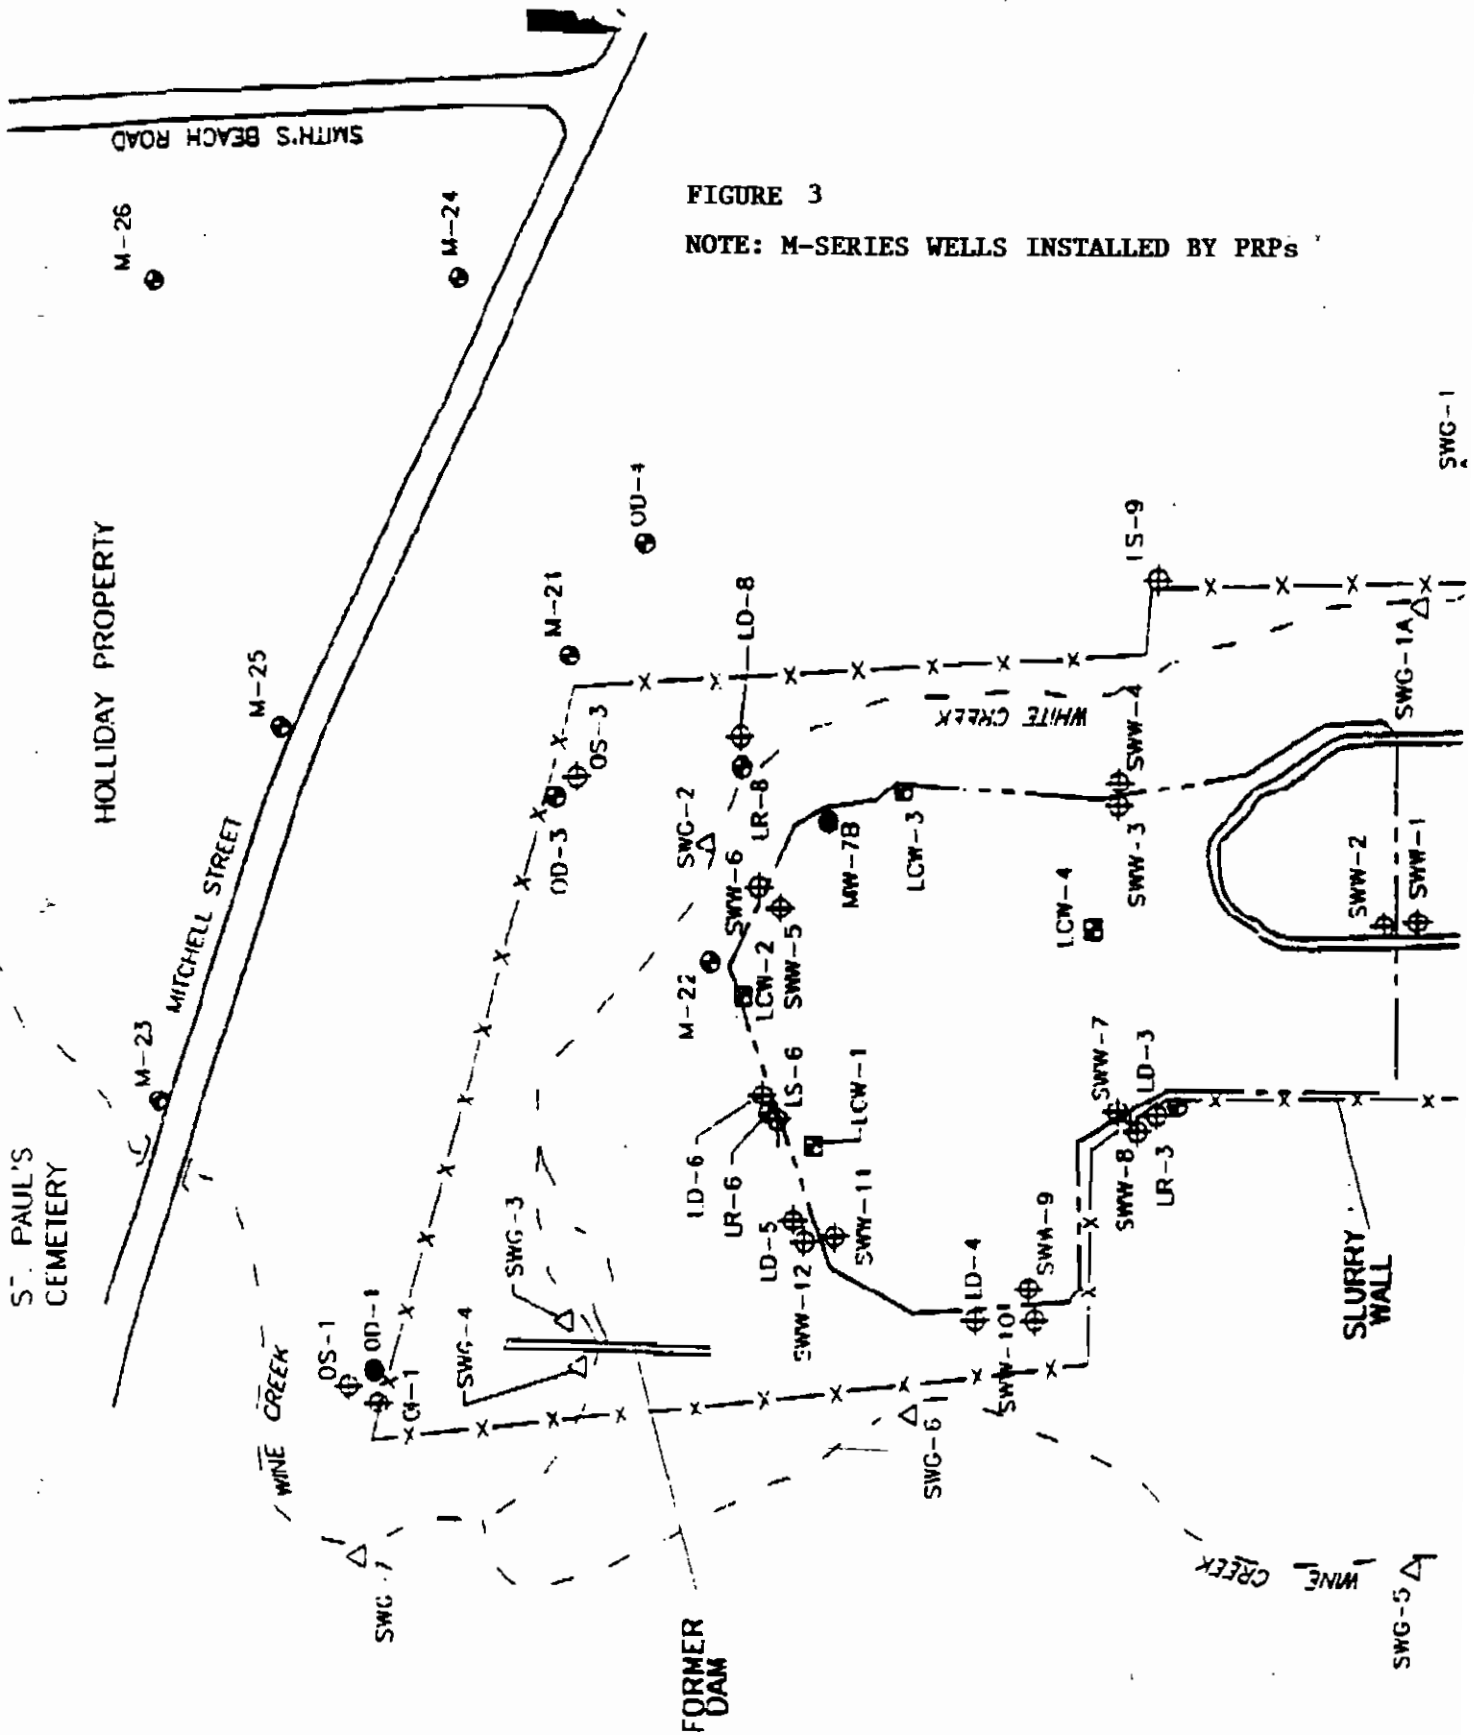 SMITH'S BEACH ROAD
M-26
M-24
FIGURE 3
NOTE: M-SERIES WELLS INSTALLED BY PRPs
HOLLIDAY PROPERTY
M-25
MITCHELL STREET
M-23
ST. PAUL'S
CEMETERY
M-21
OD-4
LD-8
OS-3
OD-3
SWG-2
LR-8
SWW-6
M-22
LCW-2
SWW-5
MW-7B
LCW-3
WHITE CREEK
SWW-4
SWW-3
LCW-4
IS-9
SWG-1
SWG-1A
SWW-2
SWW-1
LS-6
LD-6
LR-6
LCW-1
LD-5
SWW-12
SWW-11
SWW-7
LD-3
SWW-8
LR-3
LD-4
SWW-9
SWW-10
SLURRY
WALL
OS-1
OD-1
SWG-3
SWG-4
WINE CREEK
SWG-6
FORMER
DAM
WINE CREEK
SWG-5